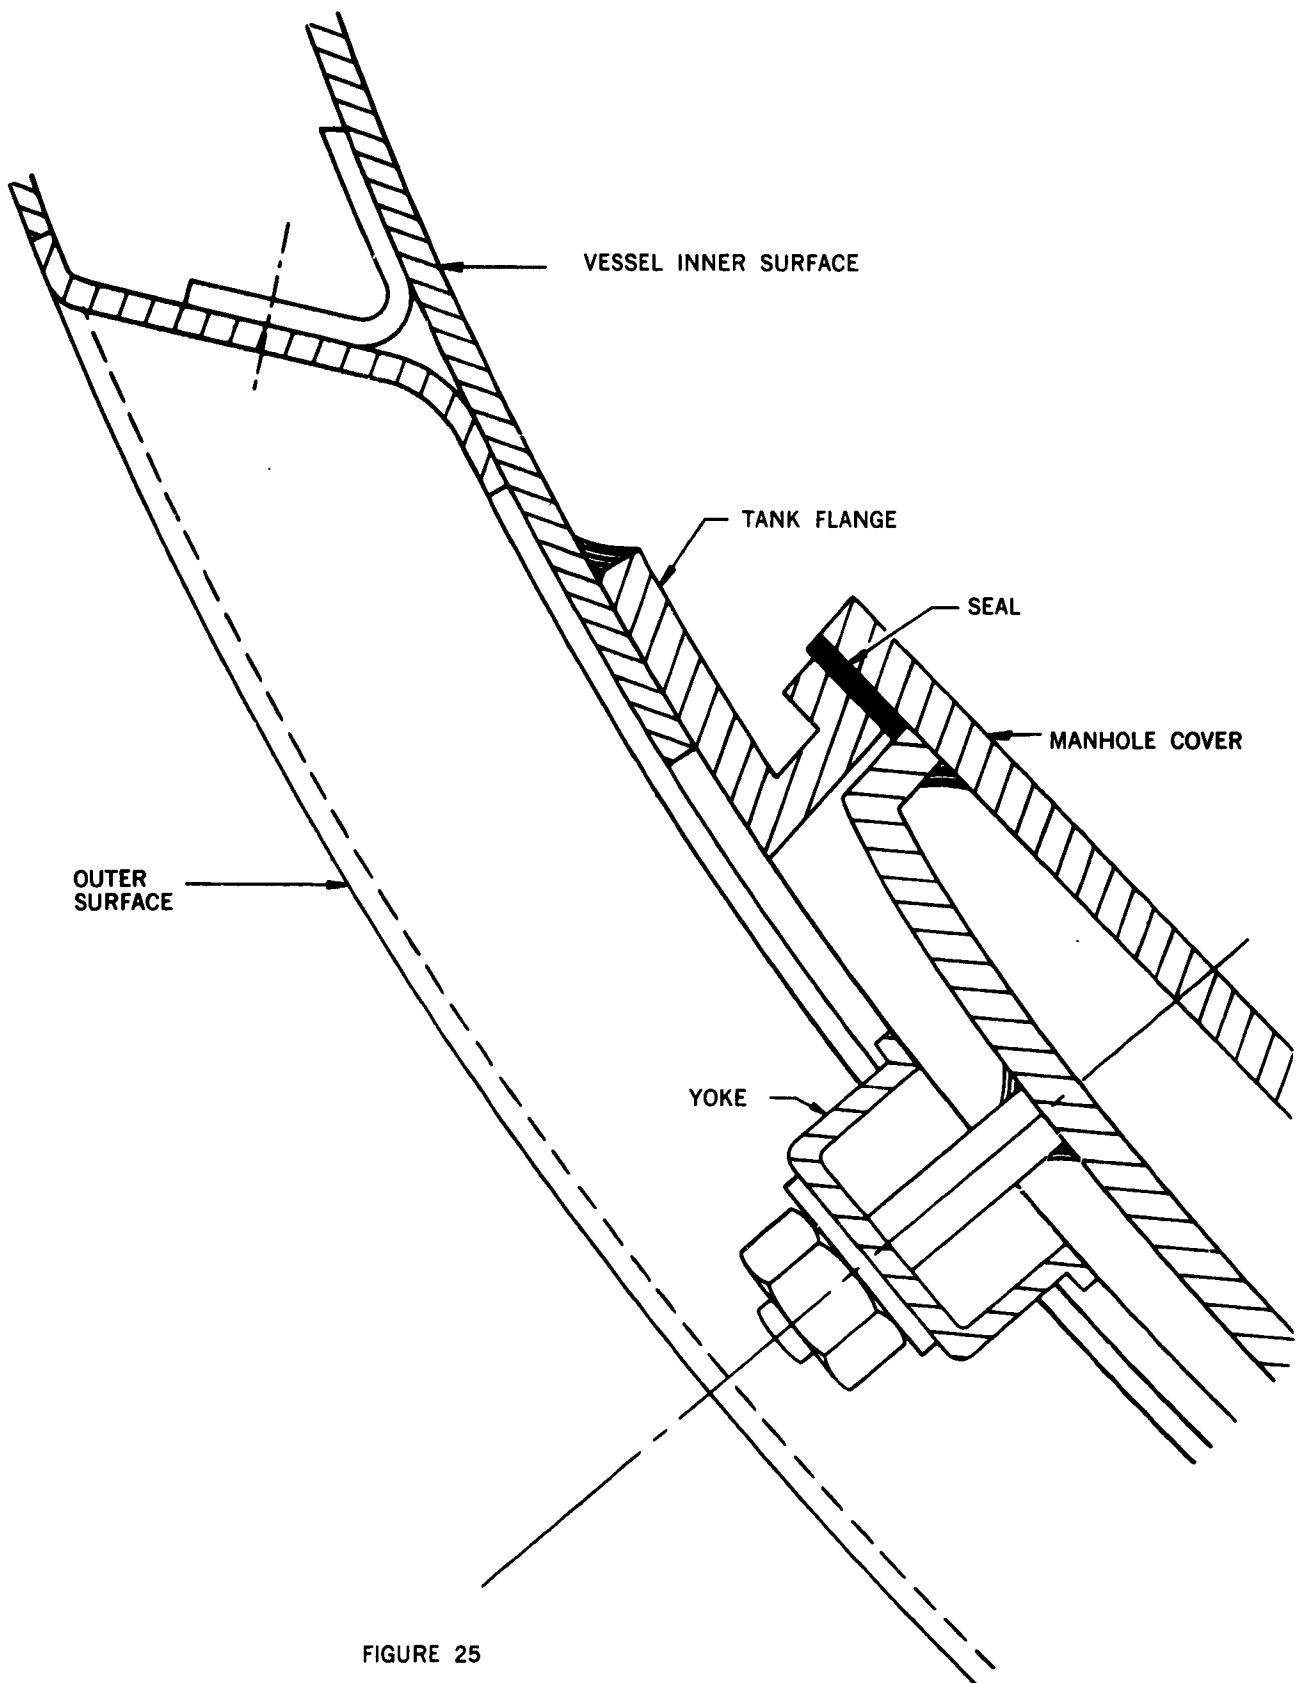 VESSEL INNER SURFACE
TANK FLANGE
SEAL
MANHOLE COVER
OUTER
SURFACE
YOKE
FIGURE 25